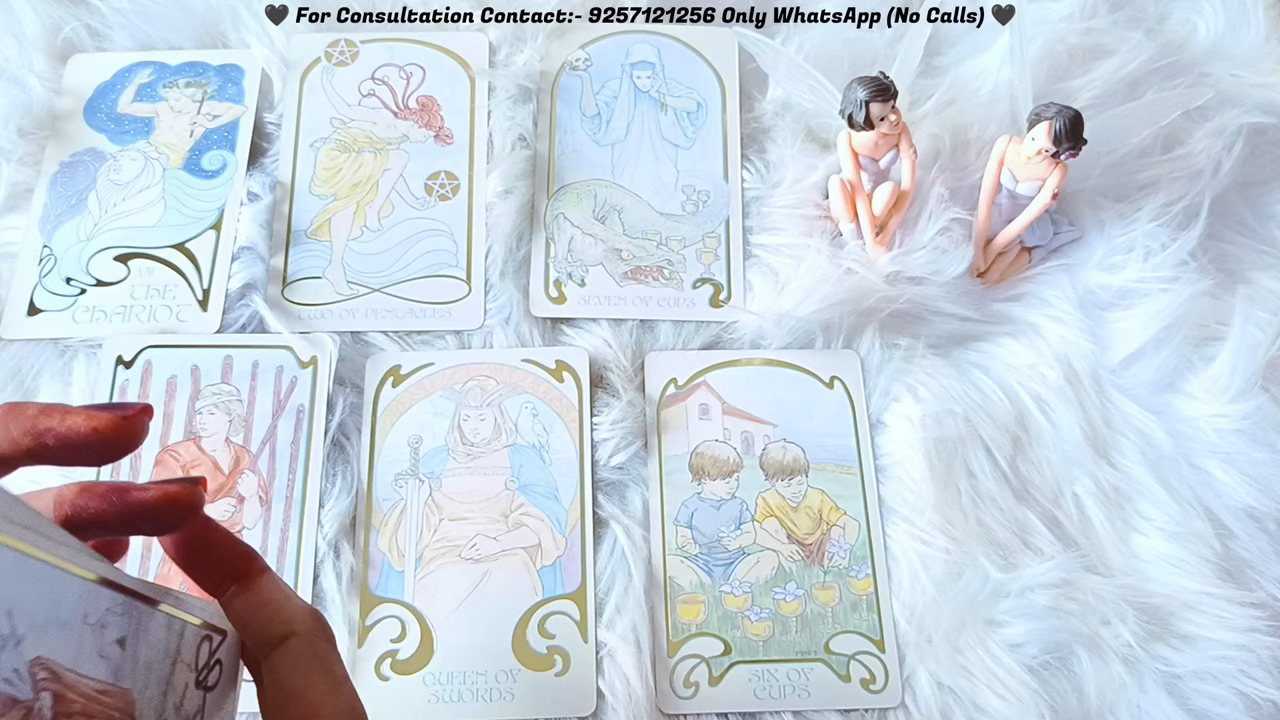 🖤 For Consultation Contact:- 9257121256 Only WhatsApp (No Calls) 🖤
VII
THE
CHARIOT
TWO OF PENTACLES
SEVEN OF CUPS
QUEEN OF
SWORDS
SIX OF
CUPS